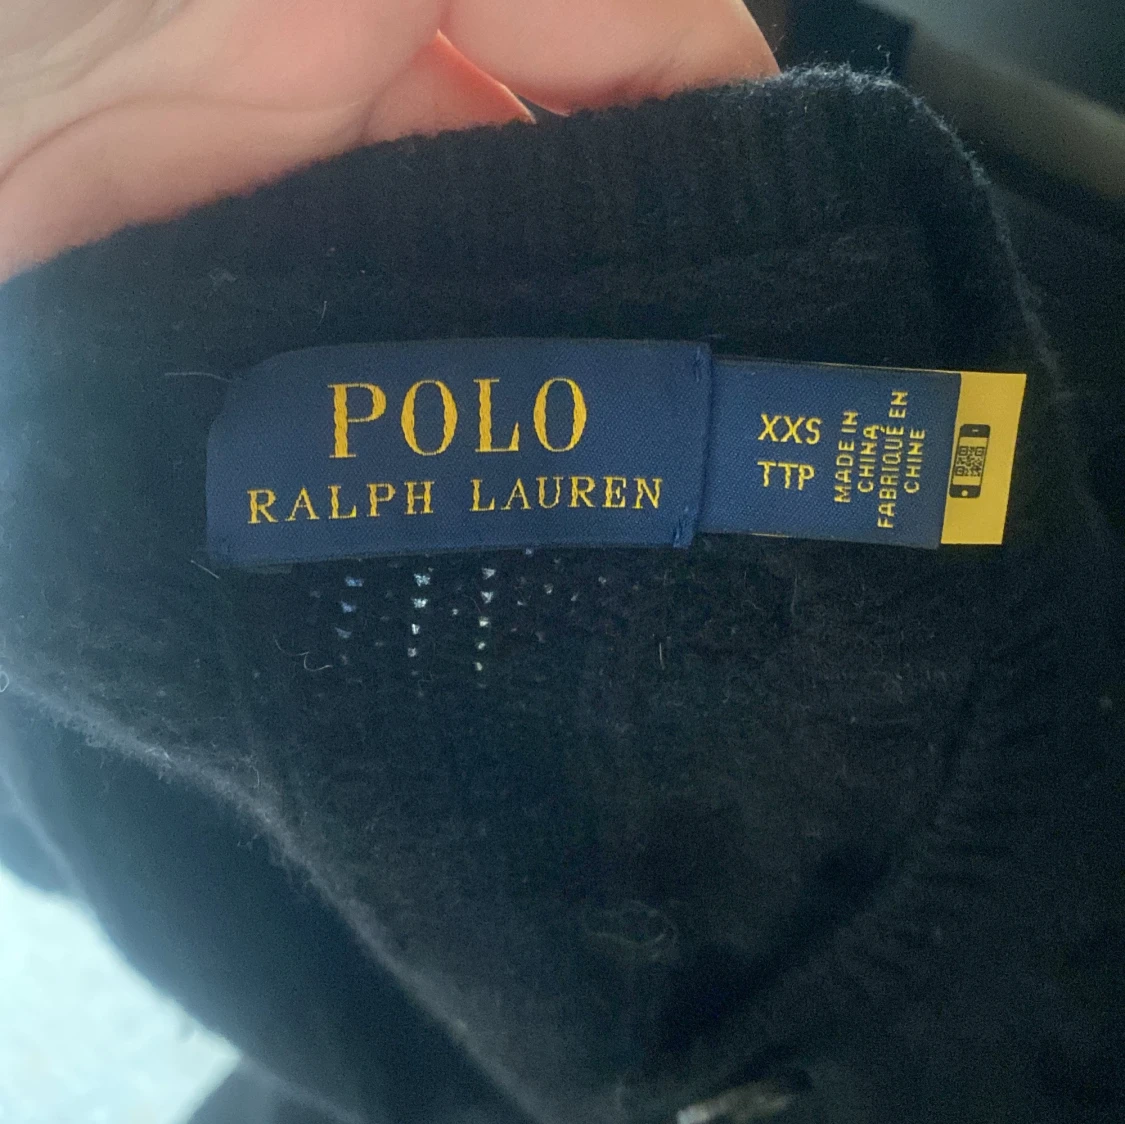 POLO
RALPH LAUREN
XXS
TTP
MADE IN
CHINA
FABRIQUÉ EN
CHINE